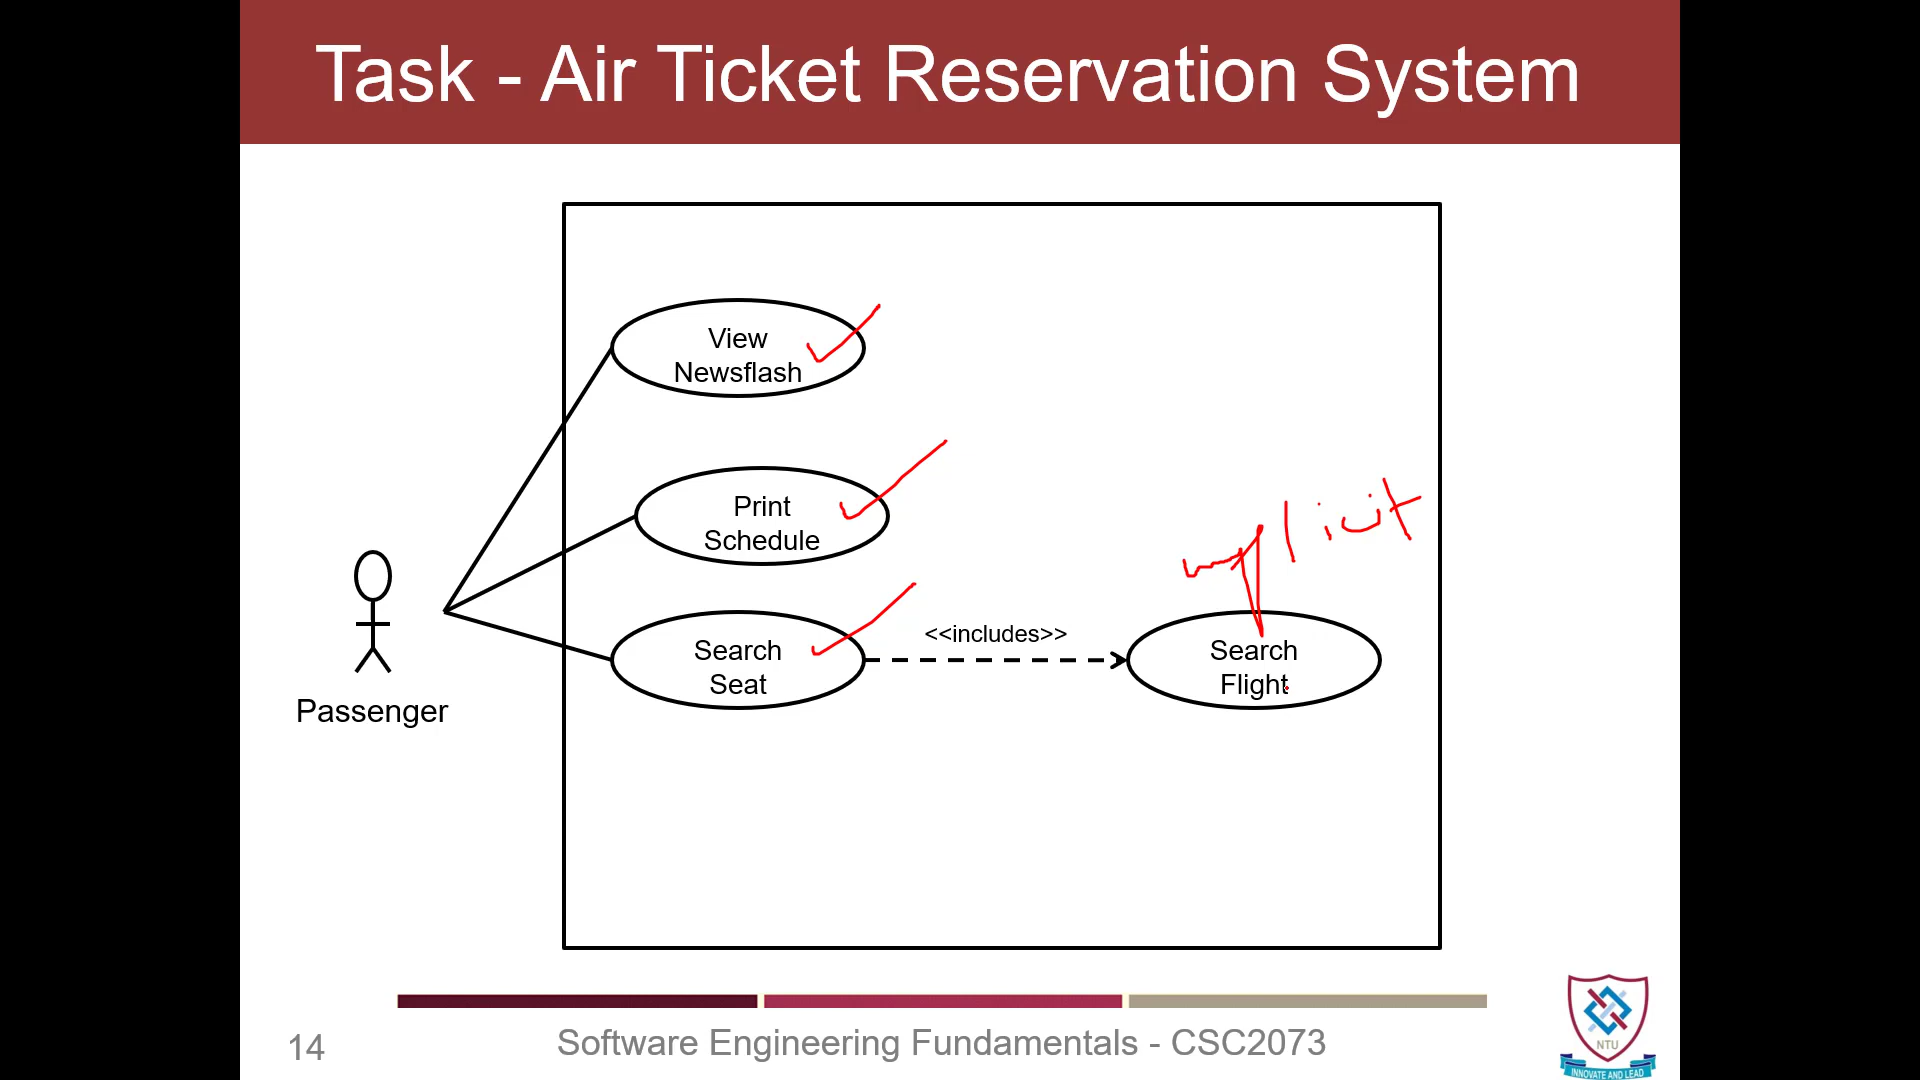 Task - Air Ticket Reservation System
View
Newsflash
Print
Schedule
implicit
Search
Seat
<<includes>>
Search
Flight
Passenger
14
Software Engineering Fundamentals - CSC2073
NTU
INNOVATE AND LEAD